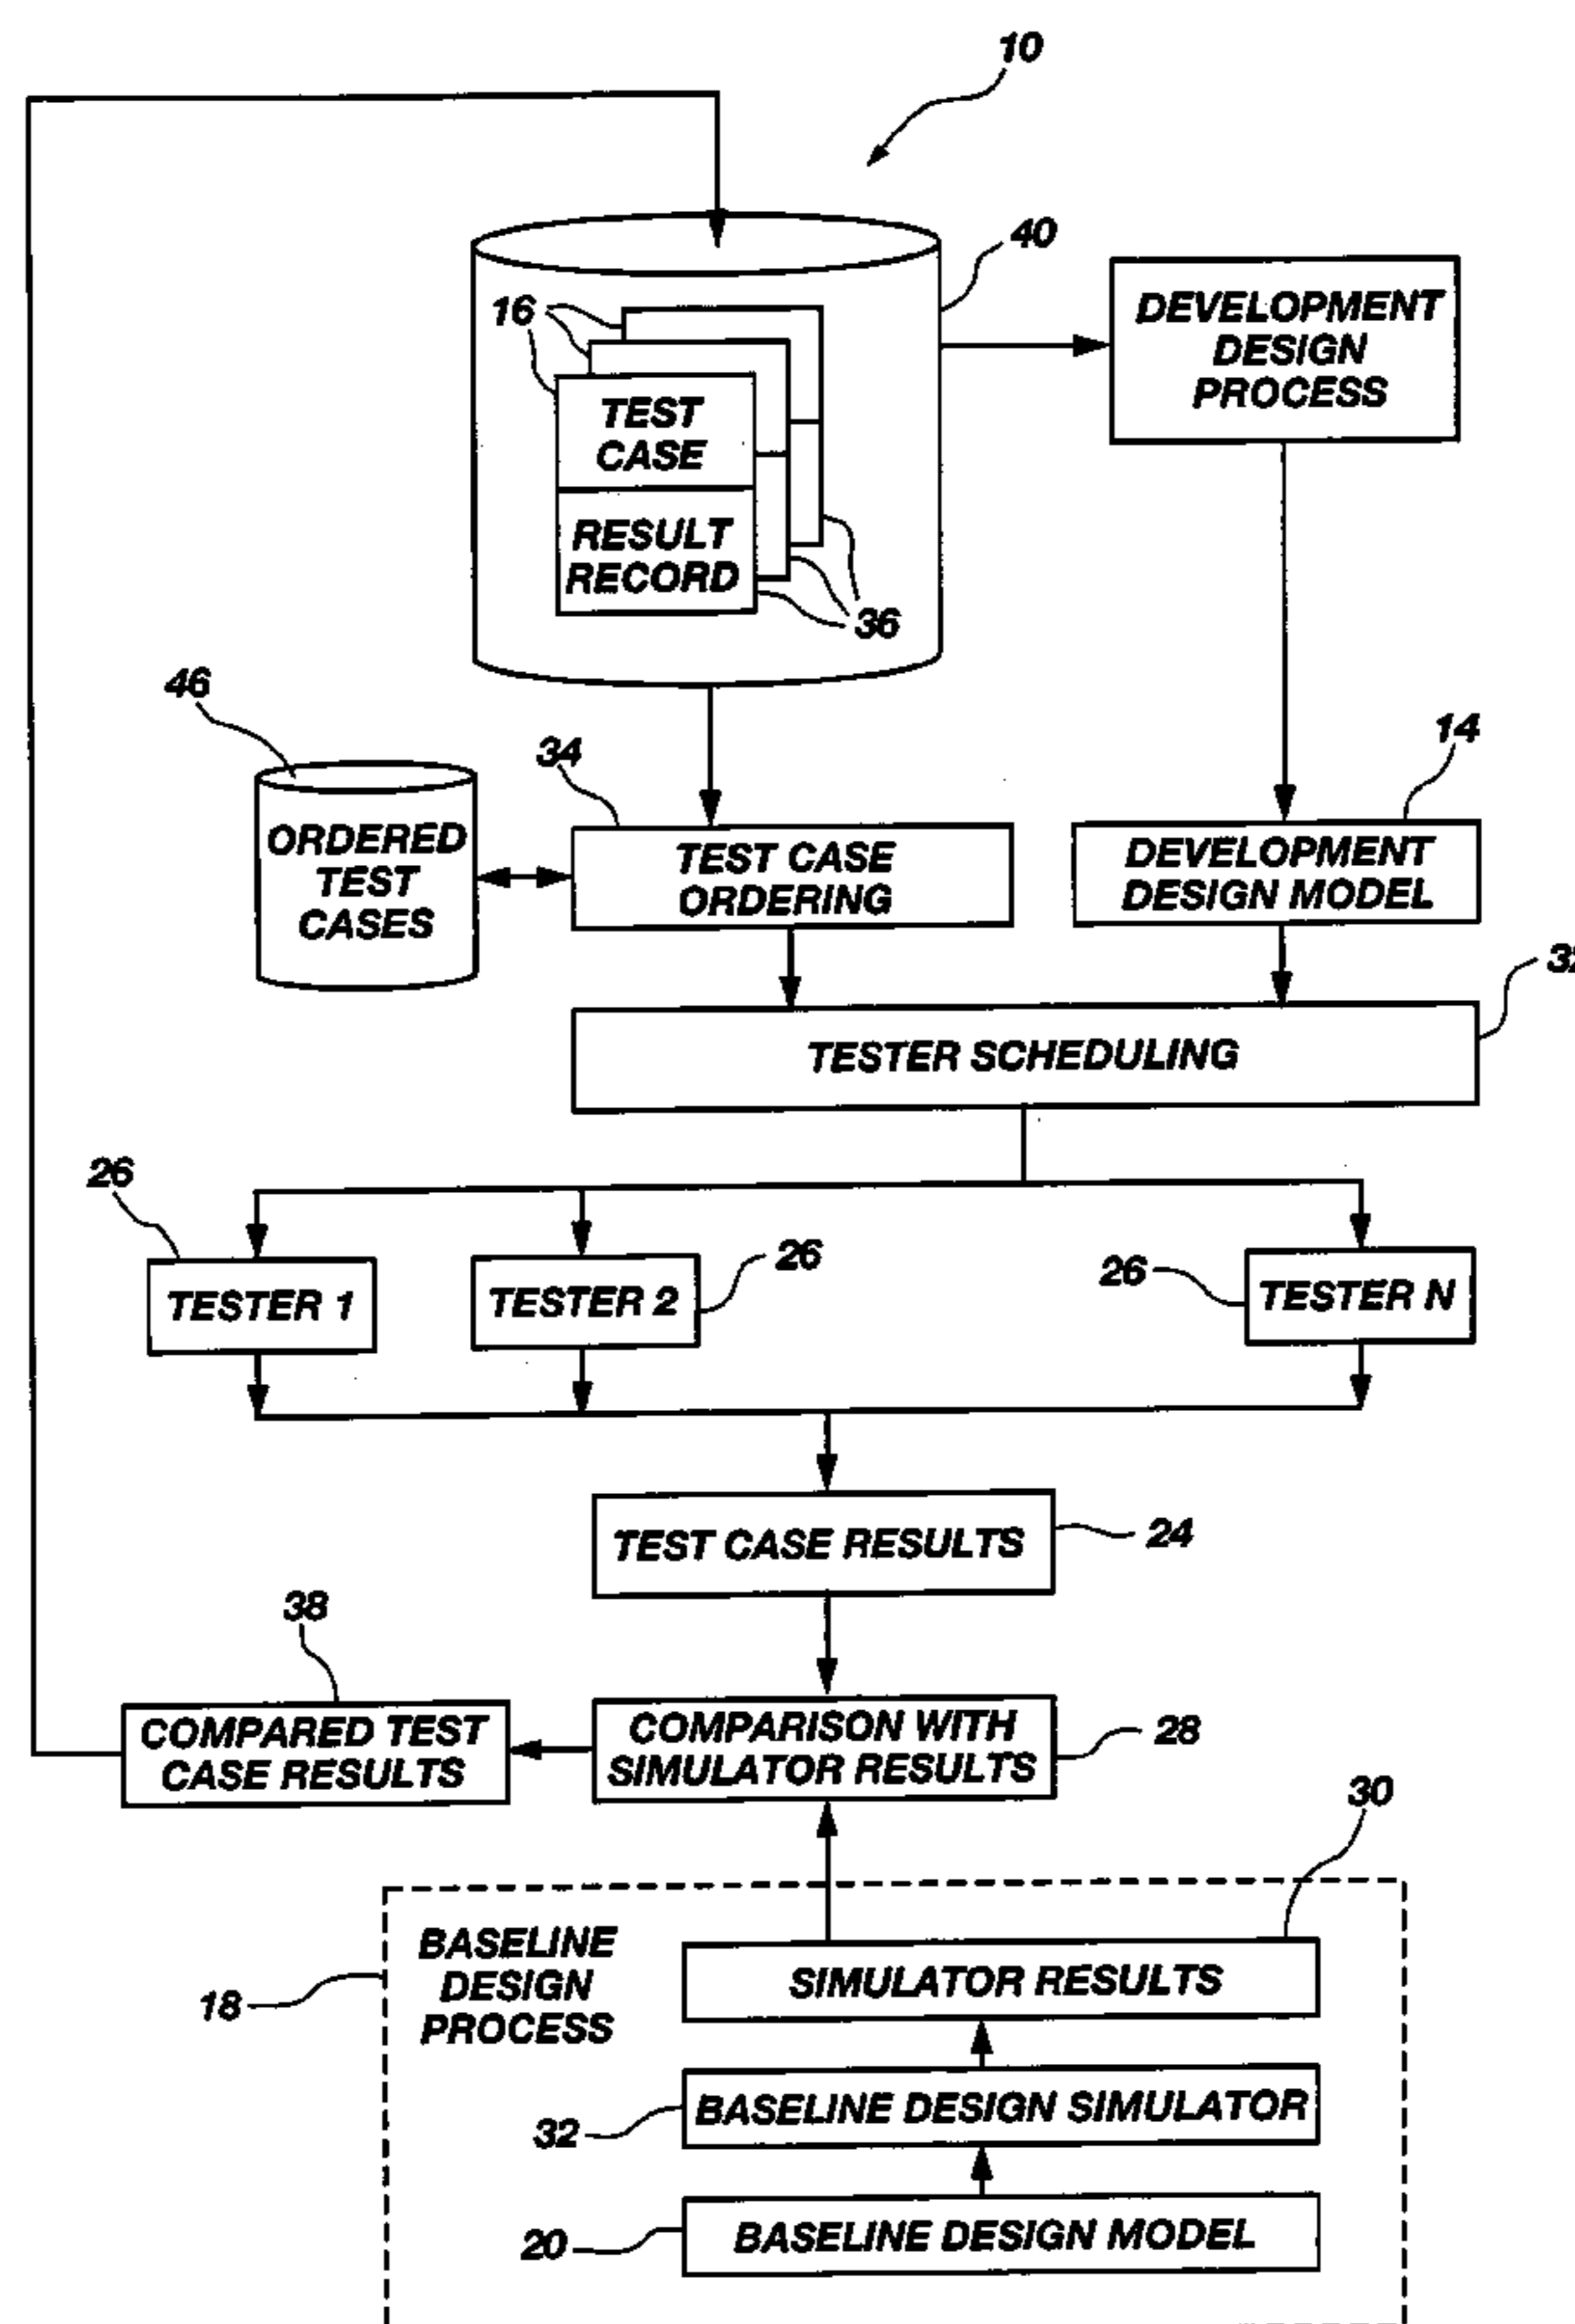 10
40
16
TEST
CASE
RESULT
RECORD
36
DEVELOPMENT
DESIGN
PROCESS
46
ORDERED
TEST
CASES
34
TEST CASE
ORDERING
14
DEVELOPMENT
DESIGN MODEL
32
TESTER SCHEDULING
26
TESTER 1
TESTER 2
26
26
TESTER N
TEST CASE RESULTS
24
38
COMPARED TEST
CASE RESULTS
COMPARISON WITH
SIMULATOR RESULTS
28
30
BASELINE
DESIGN
PROCESS
18
SIMULATOR RESULTS
BASELINE DESIGN SIMULATOR
32
20
BASELINE DESIGN MODEL